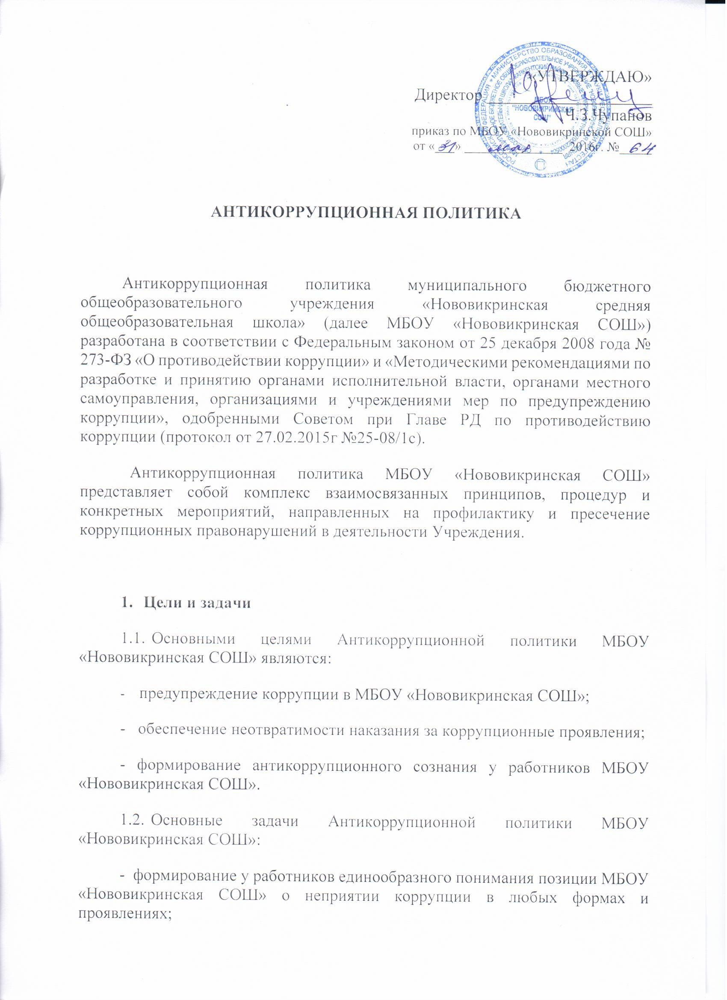 «УТВЕРЖДАЮ»
Директор
Ч.З.Чупанов
приказ по МБОУ «Нововикринской СОШ»
от «31» 2016г. № 64
МБОУ
"НОВОВИКРИНСКАЯ
СОШ"
АНТИКОРРУПЦИОННАЯ ПОЛИТИКА
Антикоррупционная политика муниципального бюджетного
общеобразовательного учреждения «Нововикринская средняя
общеобразовательная школа» (далее МБОУ «Нововикринская СОШ»)
разработана в соответствии с Федеральным законом от 25 декабря 2008 года №
273-ФЗ «О противодействии коррупции» и «Методическими рекомендациями по
разработке и принятию органами исполнительной власти, органами местного
самоуправления, организациями и учреждениями мер по предупреждению
коррупции», одобренными Советом при Главе РД по противодействию
коррупции (протокол от 27.02.2015г №25-08/1с).
Антикоррупционная политика МБОУ «Нововикринская СОШ»
представляет собой комплекс взаимосвязанных принципов, процедур и
конкретных мероприятий, направленных на профилактику и пресечение
коррупционных правонарушений в деятельности Учреждения.
1. Цели и задачи
1.1. Основными целями Антикоррупционной политики МБОУ
«Нововикринская СОШ» являются:
- предупреждение коррупции в МБОУ «Нововикринская СОШ»;
- обеспечение неотвратимости наказания за коррупционные проявления;
- формирование антикоррупционного сознания у работников МБОУ
«Нововикринская СОШ».
1.2. Основные задачи Антикоррупционной политики МБОУ
«Нововикринская СОШ»:
- формирование у работников единообразного понимания позиции МБОУ
«Нововикринская СОШ» о неприятии коррупции в любых формах и
проявлениях;